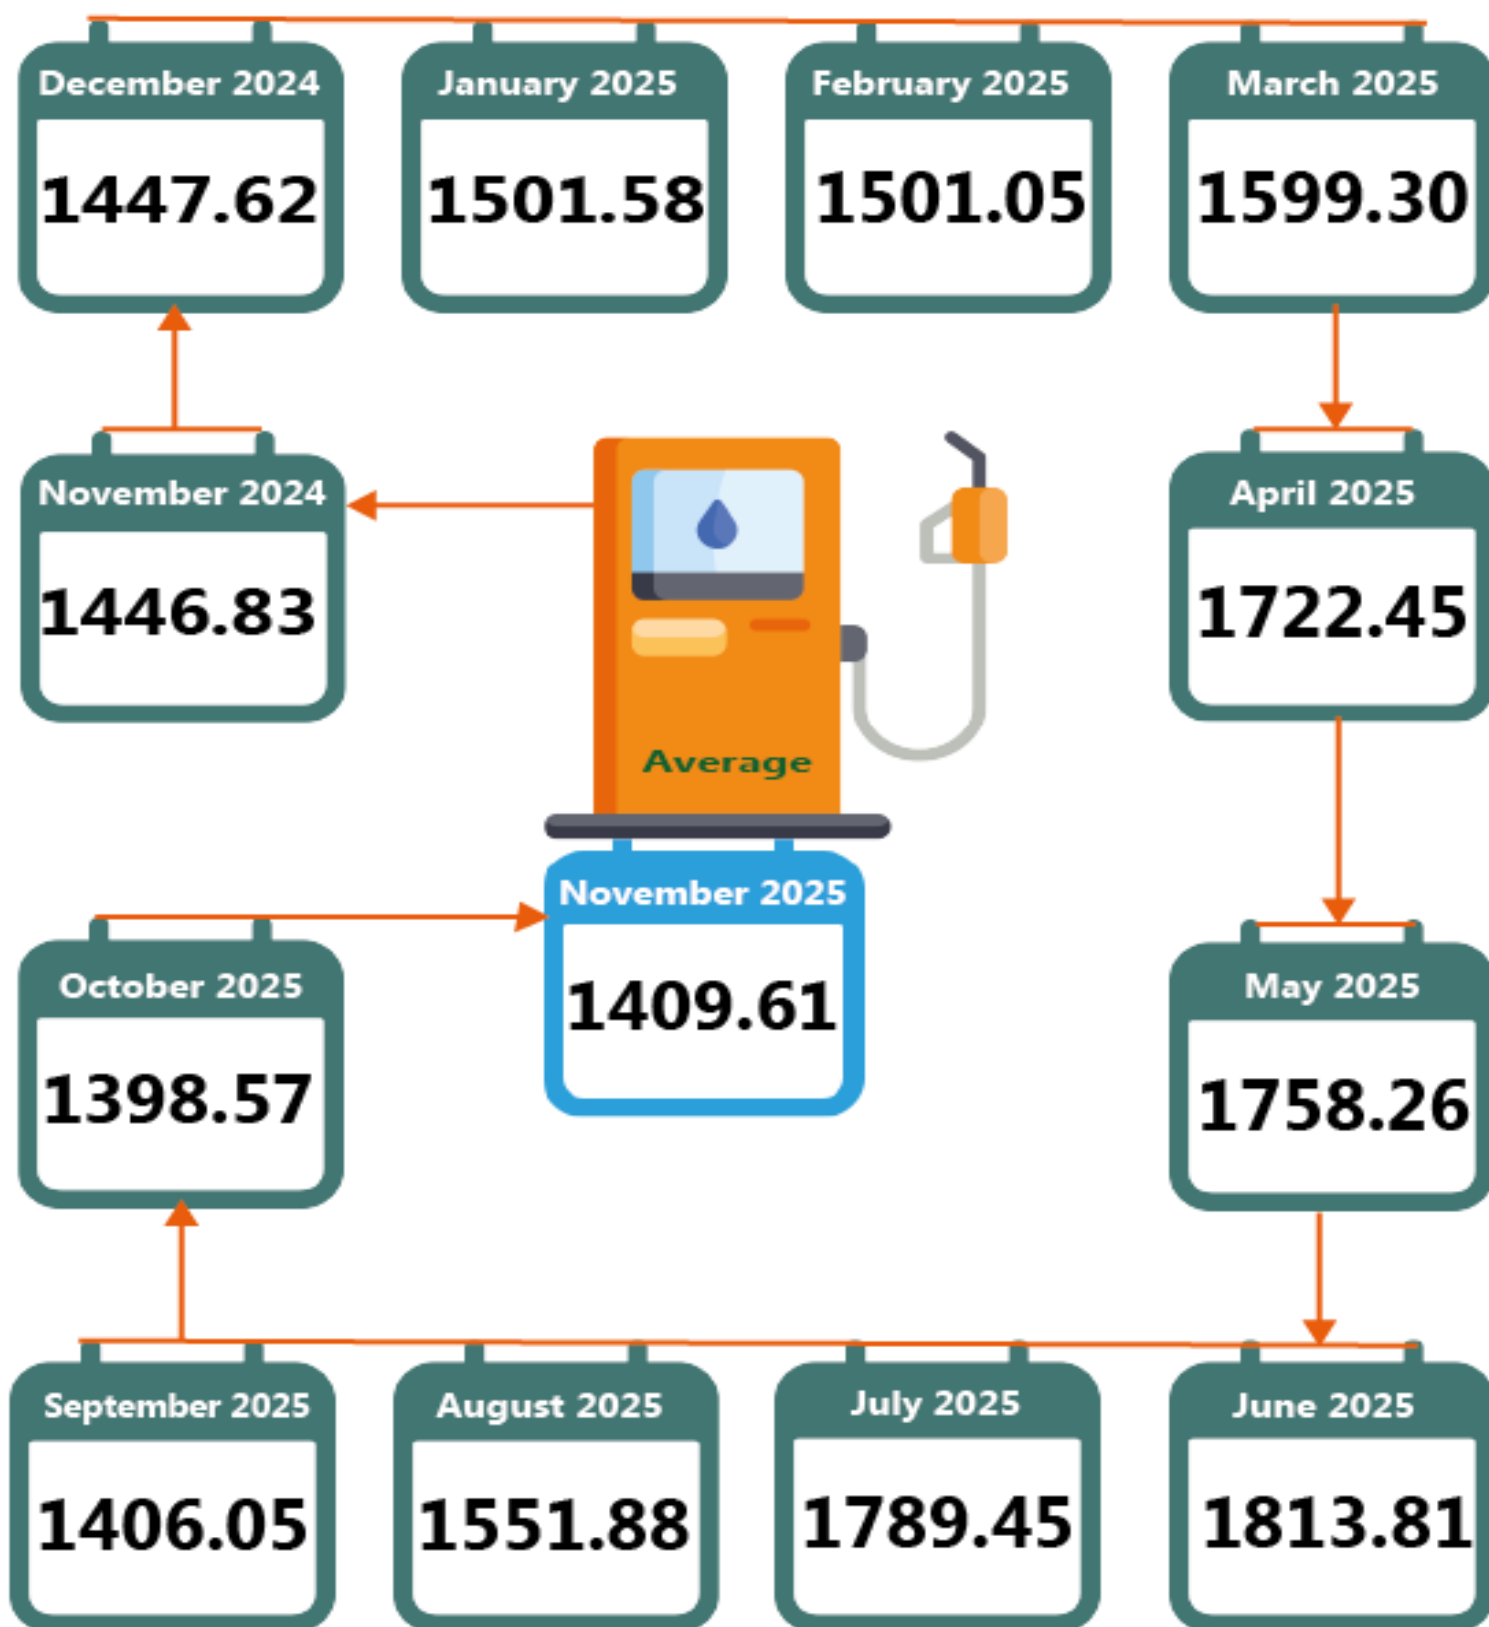 December 2024
1447.62
January 2025
1501.58
February 2025
1501.05
March 2025
1599.30
November 2024
1446.83
April 2025
1722.45
Average
November 2025
1409.61
October 2025
1398.57
May 2025
1758.26
September 2025
1406.05
August 2025
1551.88
July 2025
1789.45
June 2025
1813.81